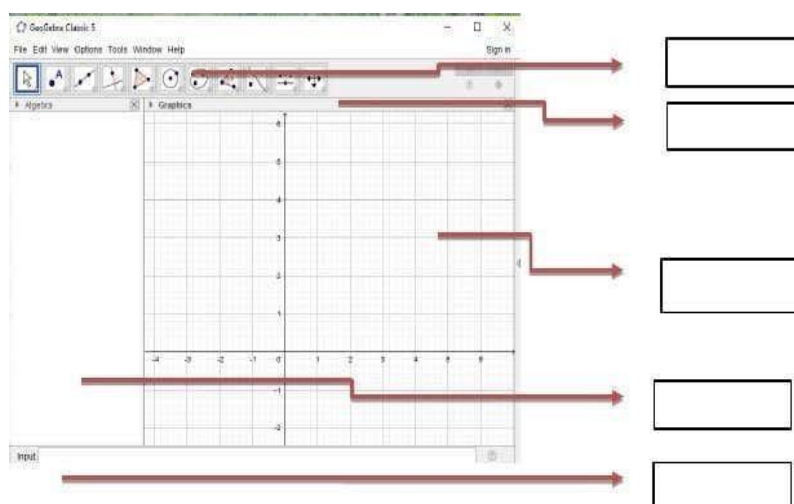 GeoGebra Classic 5
File Edit View Options Tools Window Help
Sign in
A
Algebra
Graphics
6
5
4
3
2
1
-4 -3 -2 -1 0 1 2 3 4 5 6
-1
-2
Input